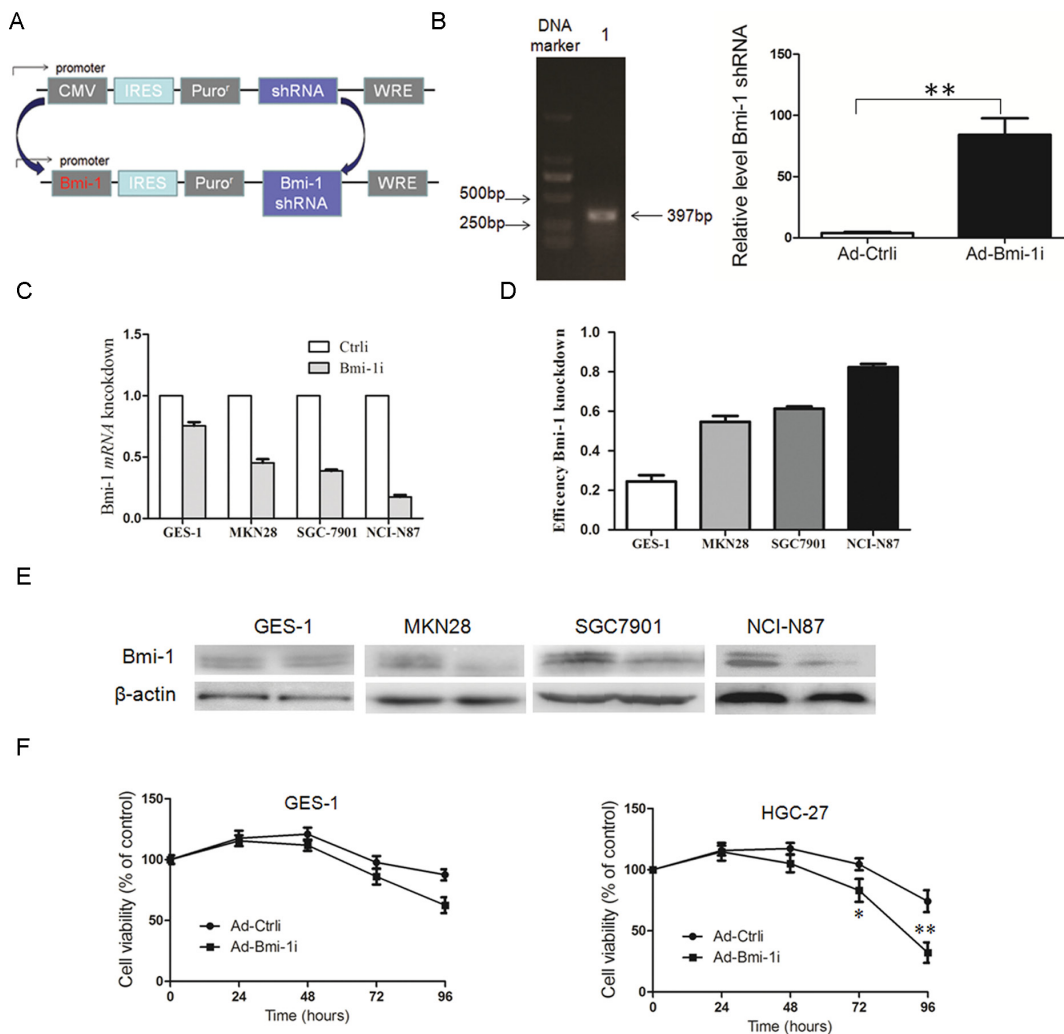 A
promoter
CMV IRES Puroʳ shRNA WRE
promoter
Bmi-1 IRES Puroʳ Bmi-1 shRNA WRE
B
DNA marker 1
500bp
250bp
397bp
Relative level Bmi-1 shRNA
150
100
50
0
**
Ad-Ctrli Ad-Bmi-1i
C
Bmi-1 mRNA kncokdown
1.5
1.0
0.5
0.0
Ctrli
Bmi-1i
GES-1 MKN28 SGC-7901 NCI-N87
D
Efficency Bmi-1 knockdown
1.0
0.8
0.6
0.4
0.2
0.0
GES-1 MKN28 SGC7901 NCI-N87
E
GES-1 MKN28 SGC7901 NCI-N87
Bmi-1
β-actin
F
GES-1
Cell viability (% of control)
150
100
50
0
Ad-Ctrli
Ad-Bmi-1i
0 24 48 72 96
Time (hours)
HGC-27
Cell viability (% of control)
150
100
50
0
*
**
Ad-Ctrli
Ad-Bmi-1i
0 24 48 72 96
Time (hours)